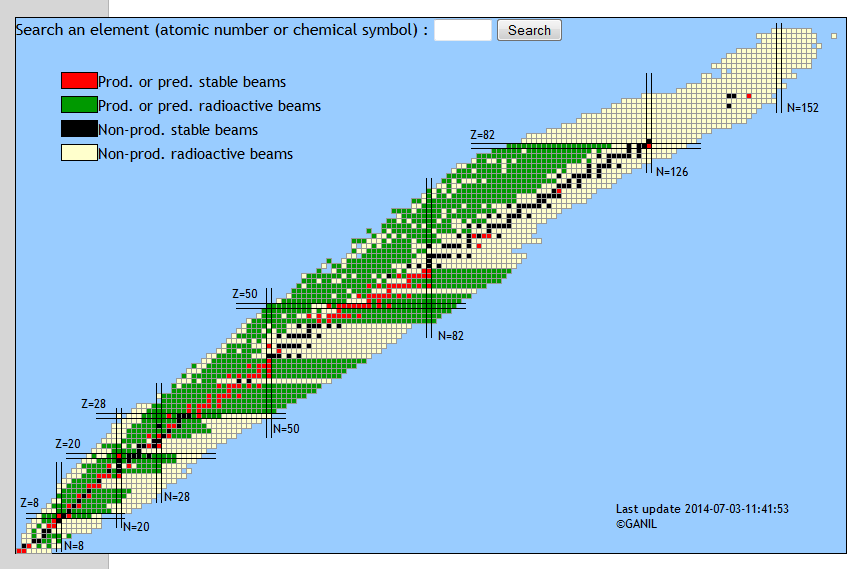 Search an element (atomic number or chemical symbol) : Search
Prod. or pred. stable beams
Prod. or pred. radioactive beams
Non-prod. stable beams
Non-prod. radioactive beams
N=152
Z=82
N=126
Z=50
N=82
Z=28
N=50
Z=20
N=28
Z=8
N=20
N=8
Last update 2014-07-03-11:41:53
©GANIL